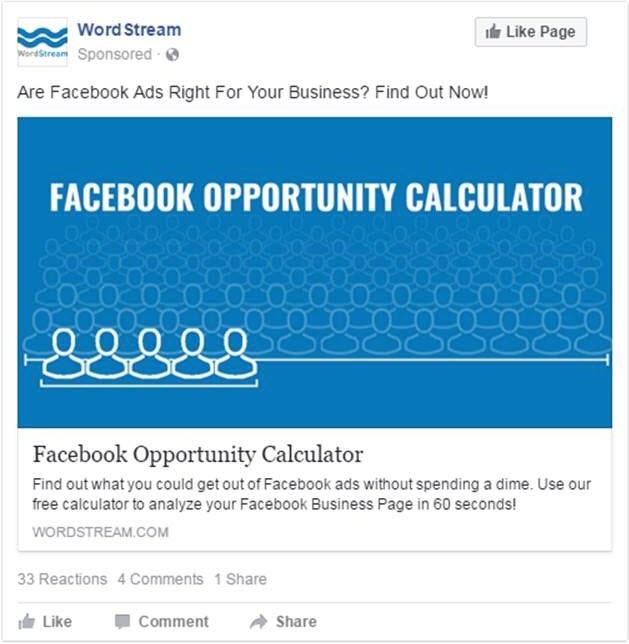 WordStream
WordStream
Sponsored ·
Like Page
Are Facebook Ads Right For Your Business? Find Out Now!
FACEBOOK OPPORTUNITY CALCULATOR
Facebook Opportunity Calculator
Find out what you could get out of Facebook ads without spending a dime. Use our
free calculator to analyze your Facebook Business Page in 60 seconds!
WORDSTREAM.COM
33 Reactions 4 Comments 1 Share
Like Comment Share